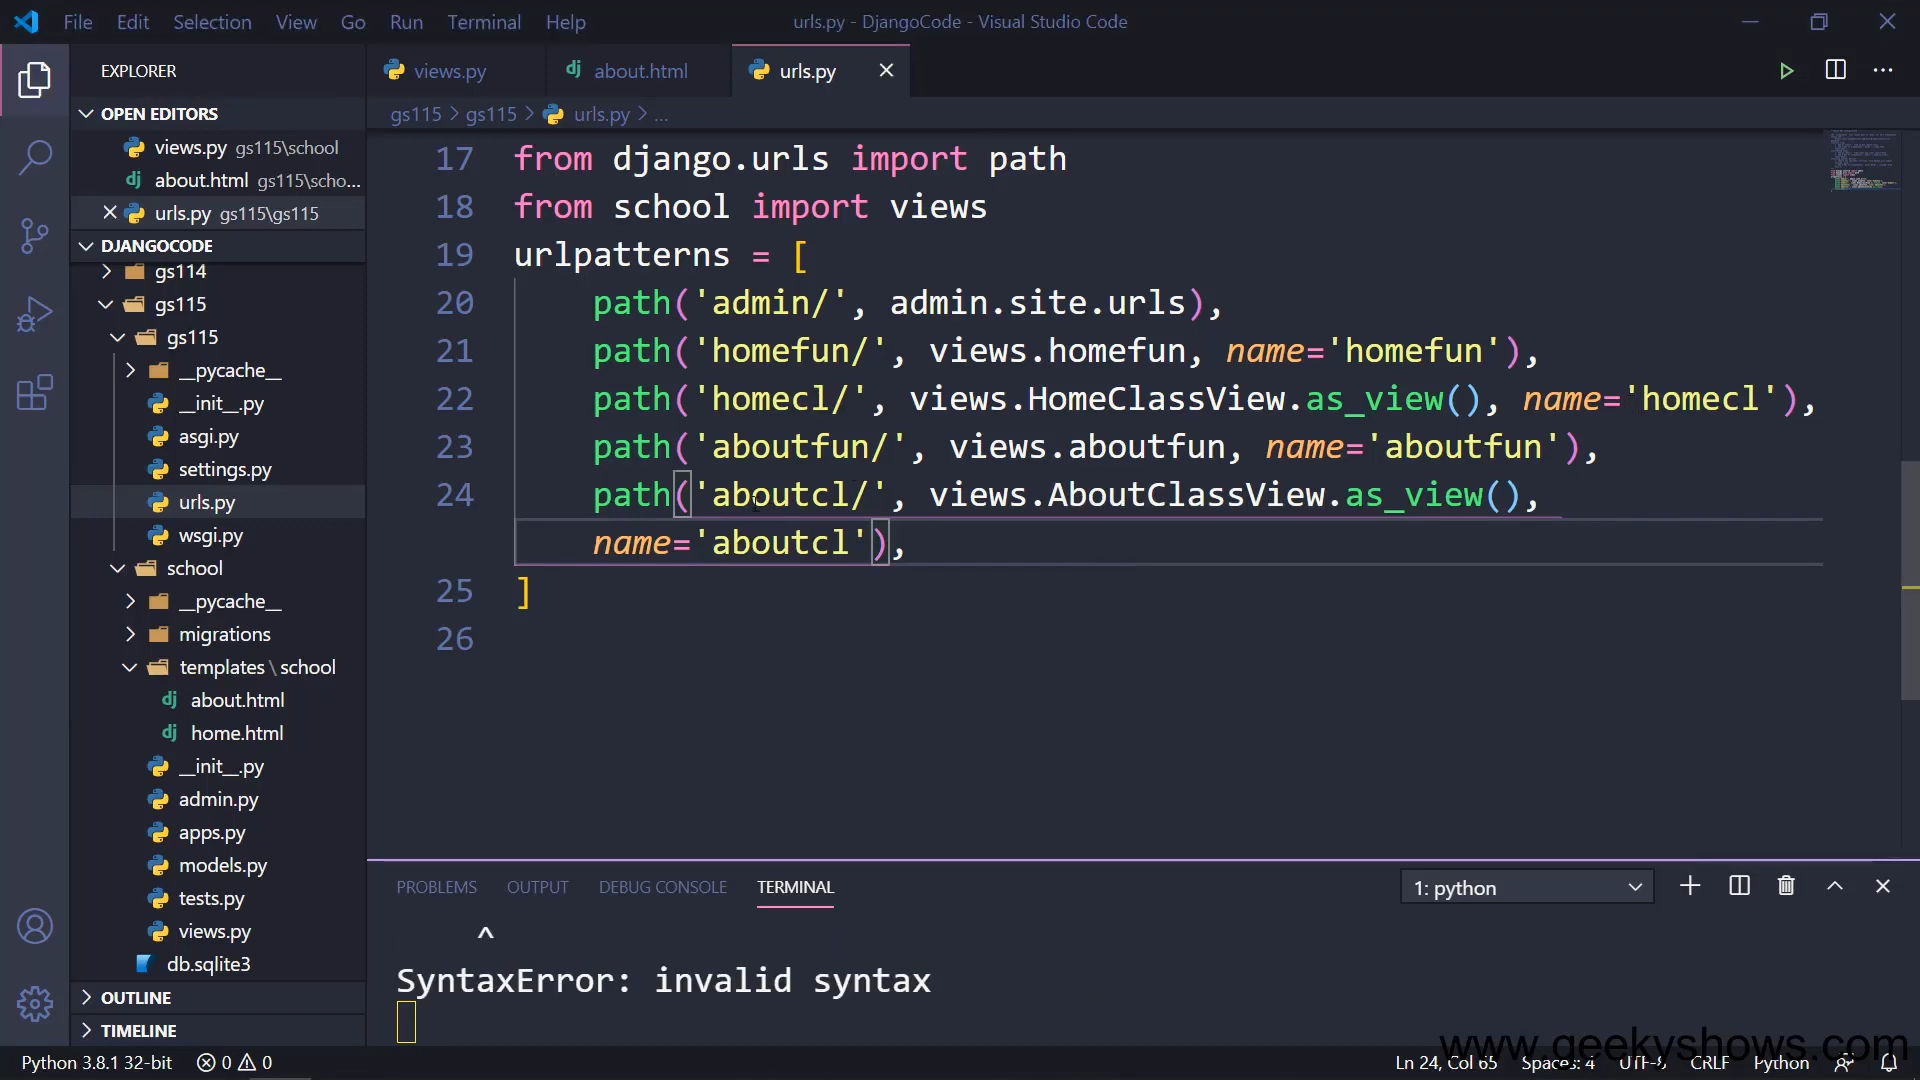 File Edit Selection View Go Run Terminal Help
urls.py - DjangoCode - Visual Studio Code
EXPLORER
OPEN EDITORS
views.py gs115\school
about.html gs115\scho...
urls.py gs115\gs115
DJANGOCODE
gs114
gs115
gs115
__pycache__
__init__.py
asgi.py
settings.py
urls.py
wsgi.py
school
__pycache__
migrations
templates\school
about.html
home.html
__init__.py
admin.py
apps.py
models.py
tests.py
views.py
db.sqlite3
OUTLINE
TIMELINE
views.py about.html urls.py
gs115 > gs115 > urls.py > ...
17 from django.urls import path
18 from school import views
19 urlpatterns = [
20 path('admin/', admin.site.urls),
21 path('homefun/', views.homefun, name='homefun'),
22 path('homecl/', views.HomeClassView.as_view(), name='homecl'),
23 path('aboutfun/', views.aboutfun, name='aboutfun'),
24 path('aboutcl/', views.AboutClassView.as_view(),
name='aboutcl'),
25 ]
26
PROBLEMS OUTPUT DEBUG CONSOLE TERMINAL
1: python
^
SyntaxError: invalid syntax
www.geekyshows.com
Python 3.8.1 32-bit 0 0
Ln 24, Col 65 Spaces: 4 UTF-8 CRLF Python